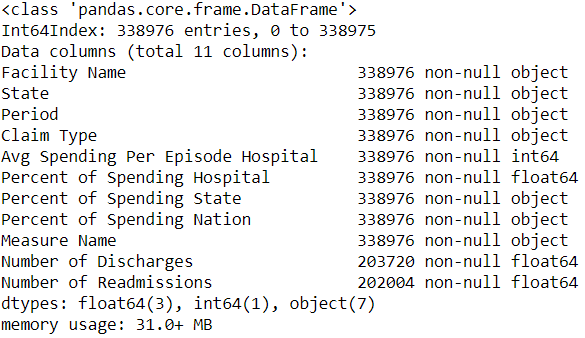 <class 'pandas.core.frame.DataFrame'>
Int64Index: 338976 entries, 0 to 338975
Data columns (total 11 columns):
Facility Name                     338976 non-null object
State                             338976 non-null object
Period                            338976 non-null object
Claim Type                        338976 non-null object
Avg Spending Per Episode Hospital    338976 non-null int64
Percent of Spending Hospital      338976 non-null float64
Percent of Spending State         338976 non-null object
Percent of Spending Nation        338976 non-null object
Measure Name                      338976 non-null object
Number of Discharges              203720 non-null float64
Number of Readmissions            202004 non-null float64
dtypes: float64(3), int64(1), object(7)
memory usage: 31.0+ MB